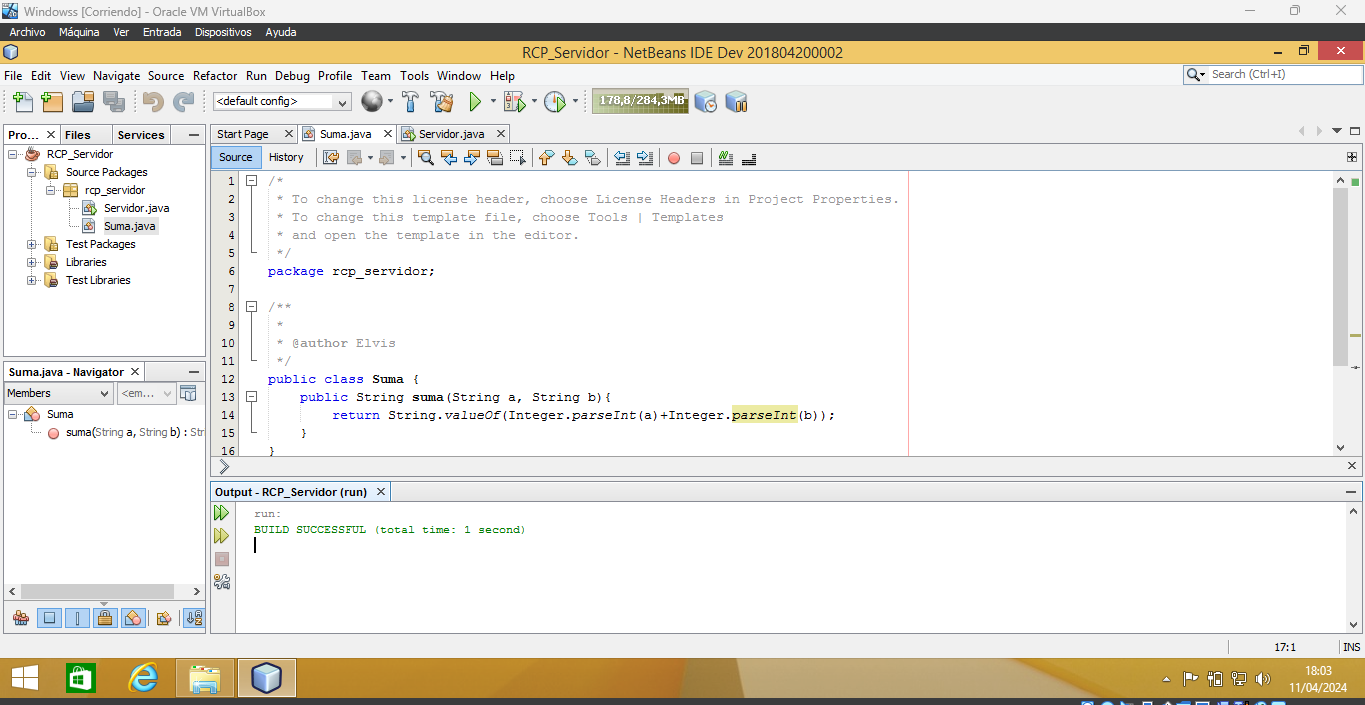 Windowss [Corriendo] - Oracle VM VirtualBox
Archivo Máquina Ver Entrada Dispositivos Ayuda
RCP_Servidor - NetBeans IDE Dev 201804200002
File Edit View Navigate Source Refactor Run Debug Profile Team Tools Window Help
Search (Ctrl+I)
<default config>
178,8/284,3MB
Pro... Files Services
RCP_Servidor
Source Packages
rcp_servidor
Servidor.java
Suma.java
Test Packages
Libraries
Test Libraries
Start Page Suma.java Servidor.java
Source History
1 /*
2 * To change this license header, choose License Headers in Project Properties.
3 * To change this template file, choose Tools | Templates
4 * and open the template in the editor.
5 */
6 package rcp_servidor;
7
8 /**
9 *
10 * @author Elvis
11 */
12 public class Suma {
13 public String suma(String a, String b){
14 return String.valueOf(Integer.parseInt(a)+Integer.parseInt(b));
15 }
16 }
Suma.java - Navigator
Members <em...
Suma
suma(String a, String b) : Str
Output - RCP_Servidor (run)
run:
BUILD SUCCESSFUL (total time: 1 second)
17:1 INS
18:03
11/04/2024